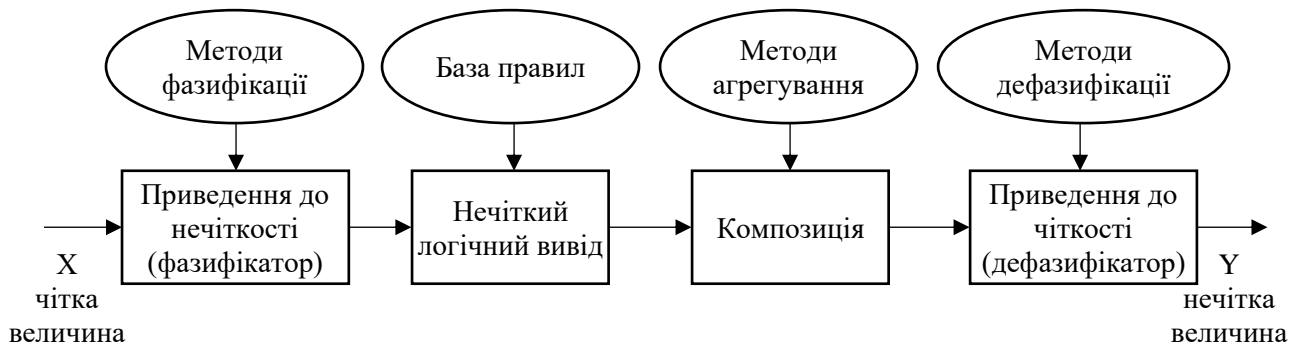 Методи
фазифікації
База правил
Методи
агрегування
Методи
дефазифікації
Приведення до
нечіткості
(фазифікатор)
Нечіткий
логічний вивід
Композиція
Приведення до
чіткості
(дефазифікатор)
X
чітка
величина
Y
нечітка
величина